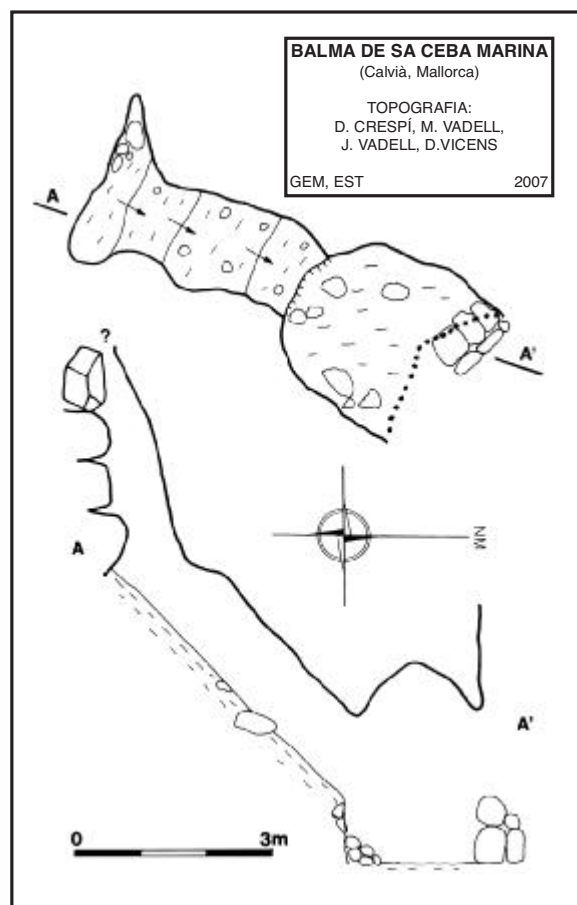 BALMA DE SA CEBA MARINA
(Calvià, Mallorca)
TOPOGRAFIA:
D. CRESPÍ, M. VADELL,
J. VADELL, D.VICENS
GEM, EST 2007
A
A'
?
A
NM
A'
0 3m